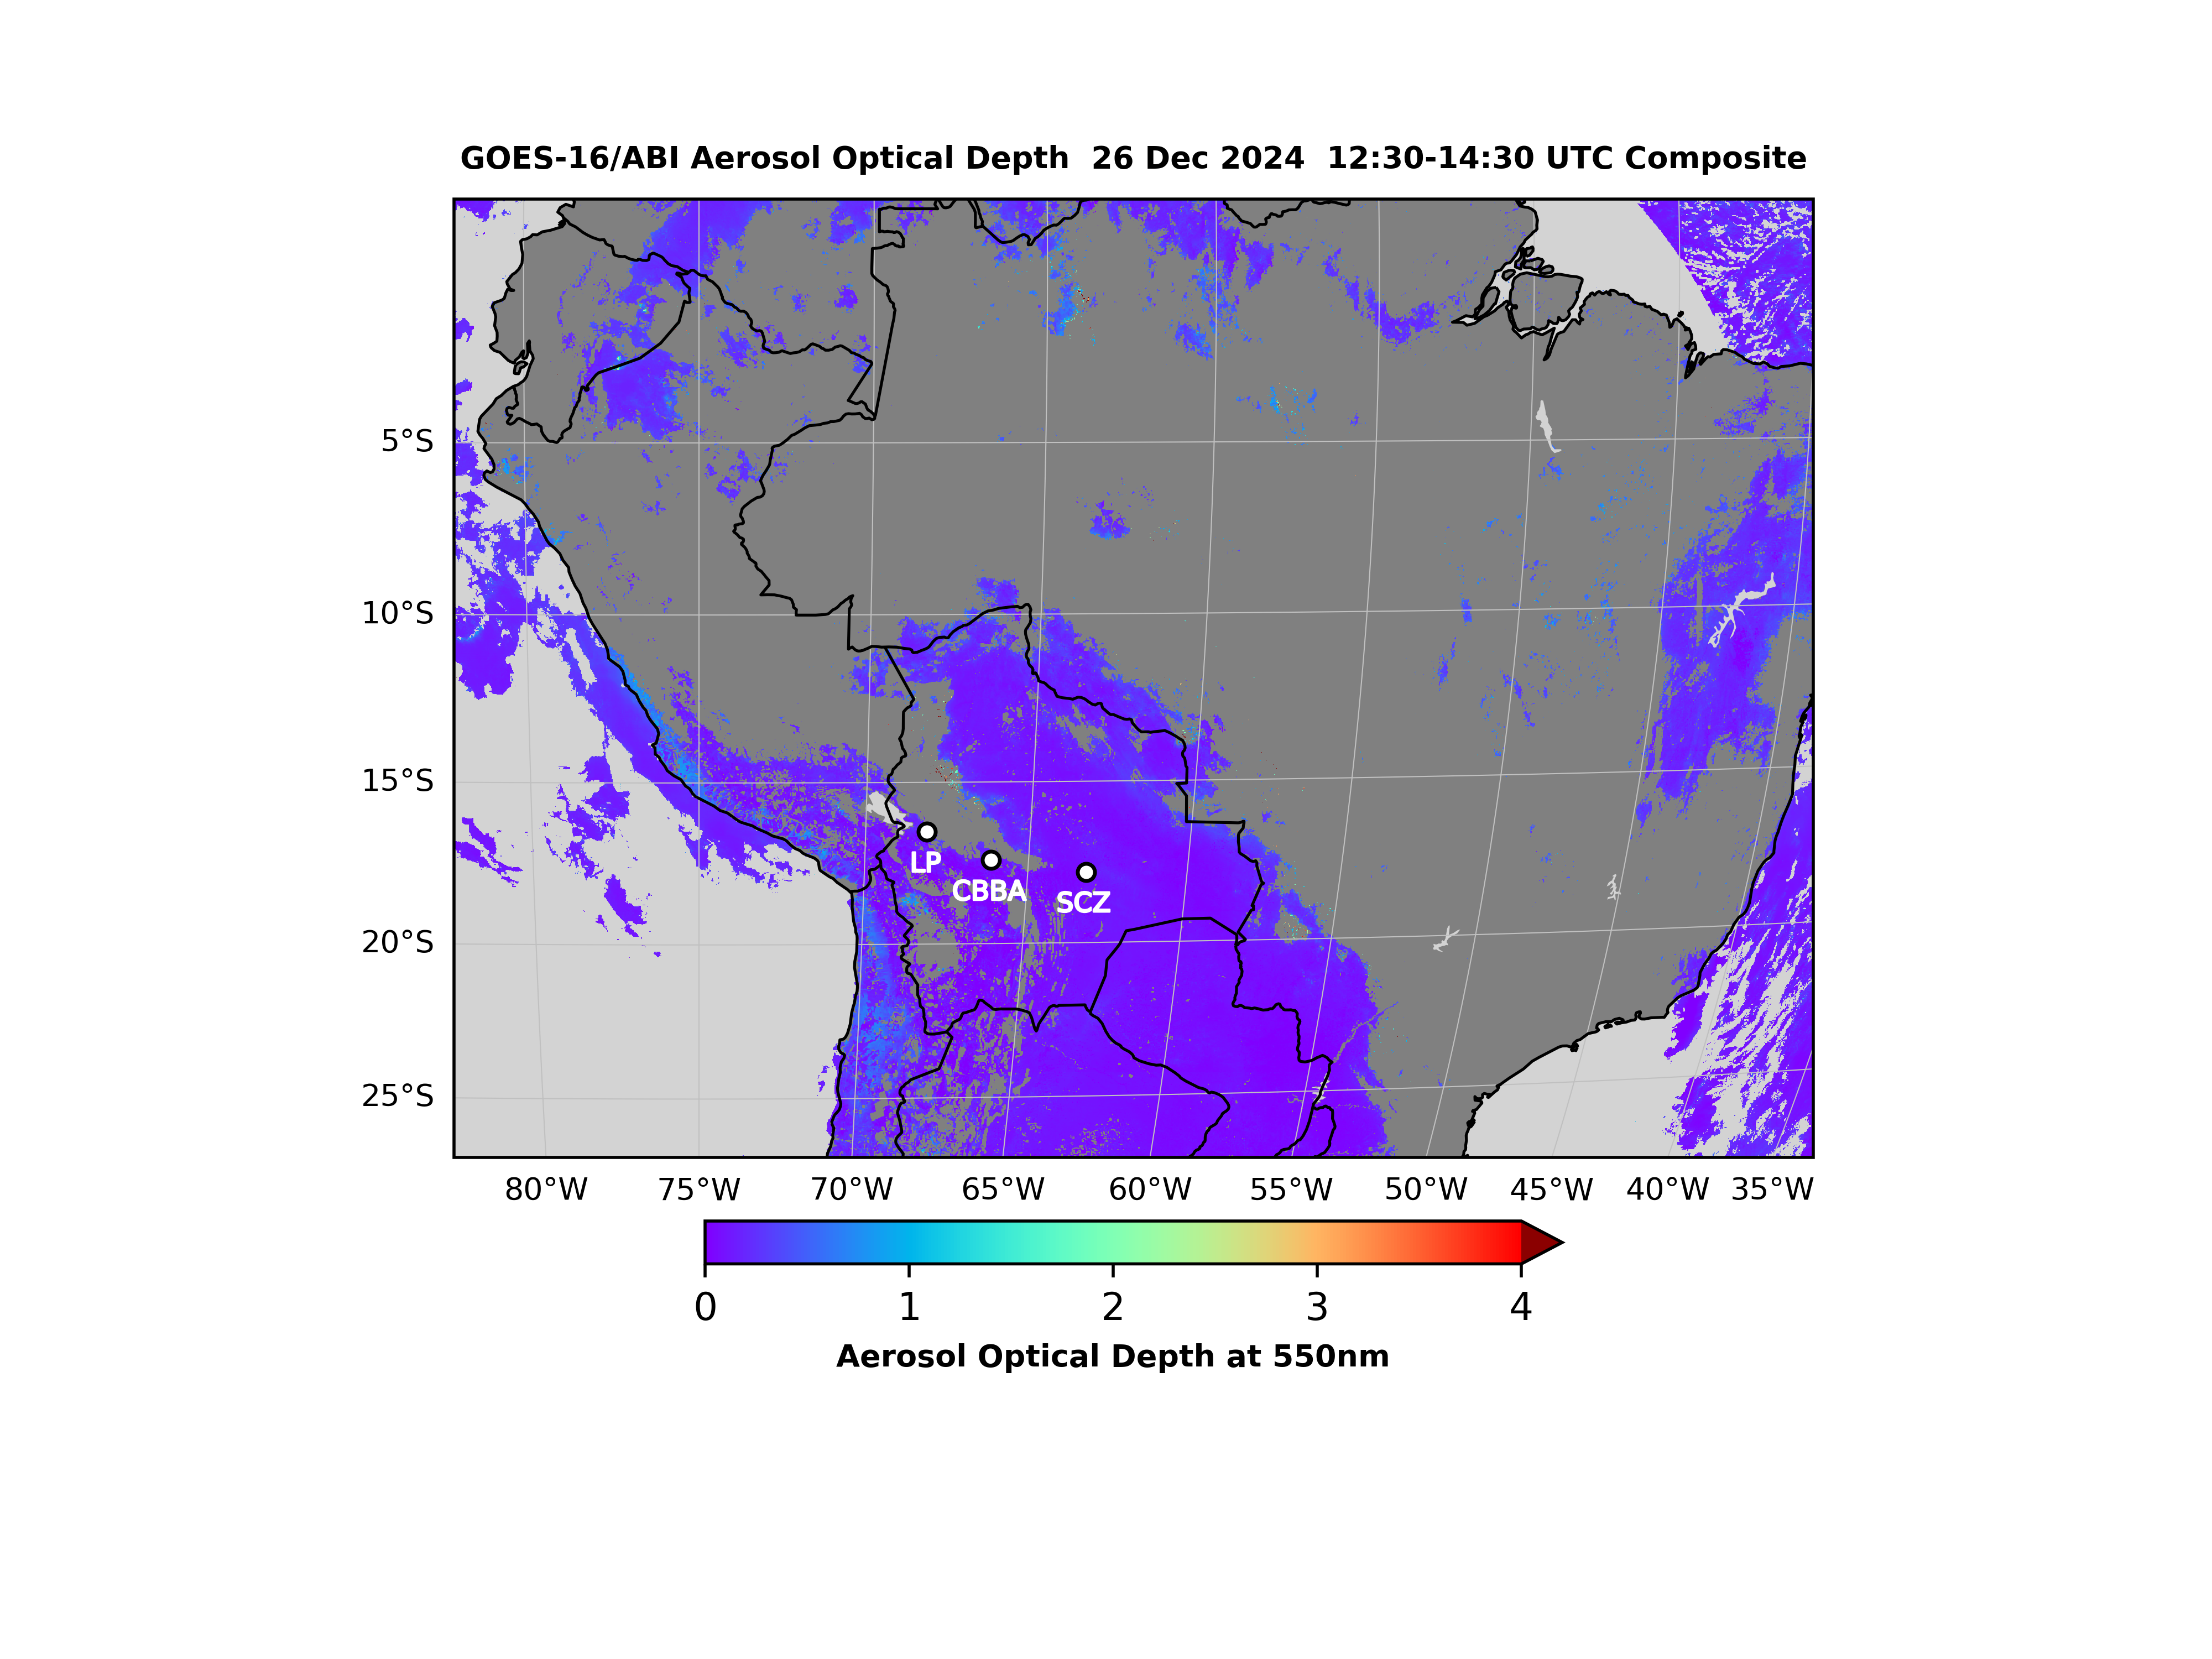 GOES-16/ABI Aerosol Optical Depth  26 Dec 2024  12:30-14:30 UTC Composite
5°S
10°S
15°S
LP
CBBA
SCZ
20°S
25°S
80°W 75°W 70°W 65°W 60°W 55°W 50°W 45°W 40°W 35°W
0 1 2 3 4
Aerosol Optical Depth at 550nm